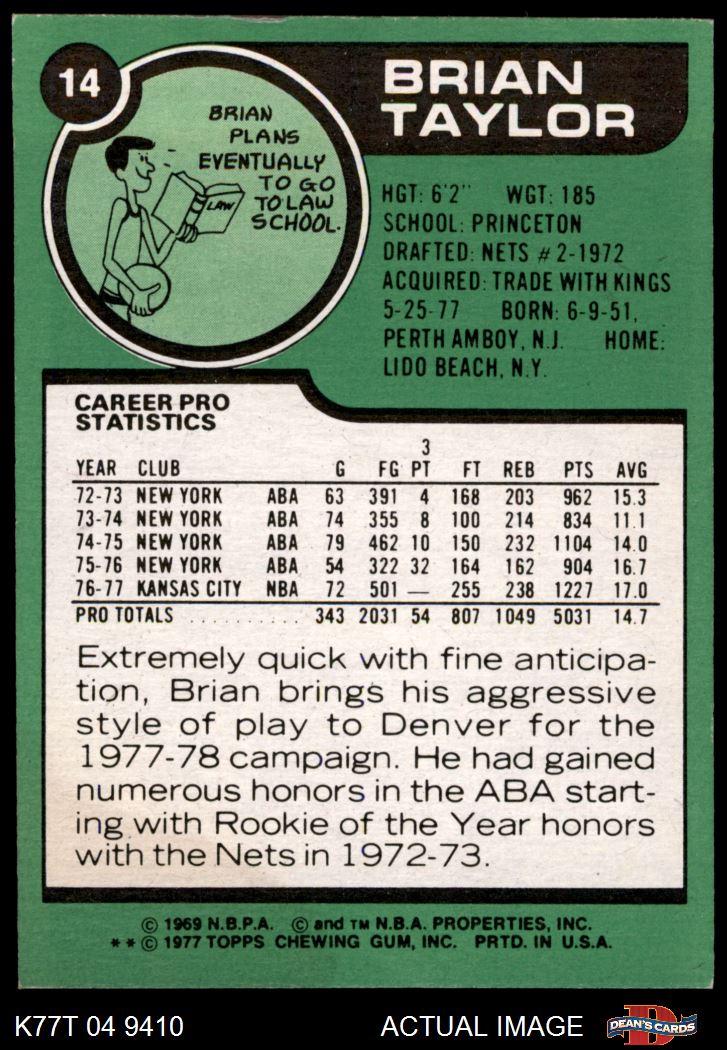 14
BRIAN
TAYLOR
BRIAN
PLANS
EVENTUALLY
TO GO
TO LAW
SCHOOL.
LAW
HGT: 6'2" WGT: 185
SCHOOL: PRINCETON
DRAFTED: NETS #2-1972
ACQUIRED: TRADE WITH KINGS
5-25-77 BORN: 6-9-51,
PERTH AMBOY, N.J. HOME:
LIDO BEACH, N.Y.
CAREER PRO
STATISTICS
3
YEAR CLUB G FG PT FT REB PTS AVG
72-73 NEW YORK ABA 63 391 4 168 203 962 15.3
73-74 NEW YORK ABA 74 355 8 100 214 834 11.1
74-75 NEW YORK ABA 79 462 10 150 232 1104 14.0
75-76 NEW YORK ABA 54 322 32 164 162 904 16.7
76-77 KANSAS CITY NBA 72 501 — 255 238 1227 17.0
PRO TOTALS .......... 343 2031 54 807 1049 5031 14.7
Extremely quick with fine anticipa-
tion, Brian brings his aggressive
style of play to Denver for the
1977-78 campaign. He had gained
numerous honors in the ABA start-
ing with Rookie of the Year honors
with the Nets in 1972-73.
© 1969 N.B.P.A. © and TM N.B.A. PROPERTIES, INC.
** © 1977 TOPPS CHEWING GUM, INC. PRTD. IN U.S.A.
K77T 04 9410 ACTUAL IMAGE
D
DEAN'S CARDS